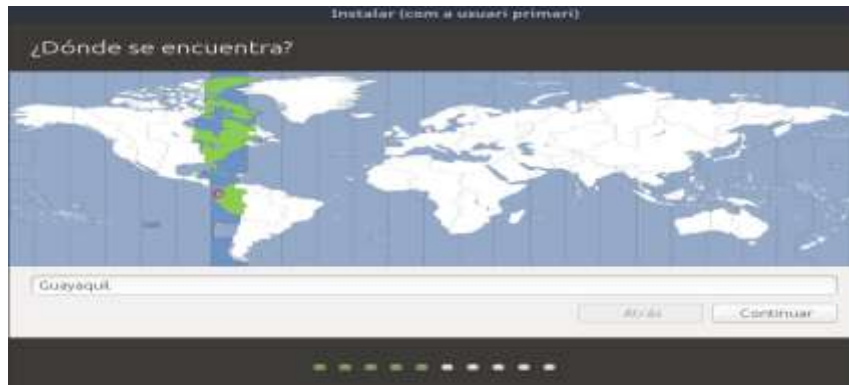 Instalar (com a usuari primari)
¿Dónde se encuentra?
Guayaquil
Atrás
Continuar